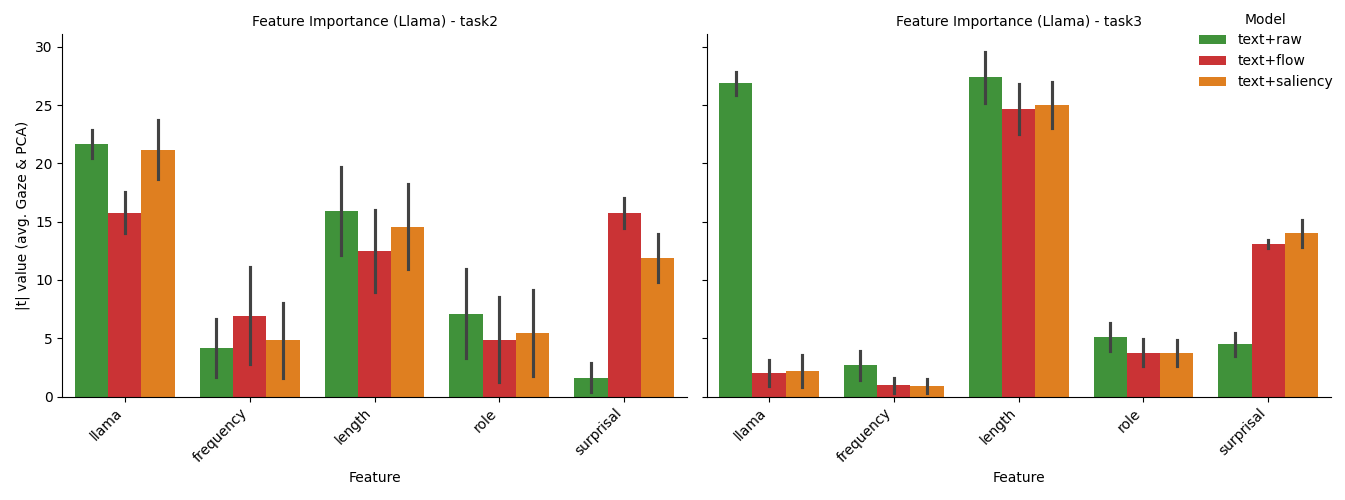 Feature Importance (Llama) - task2
Feature Importance (Llama) - task3
Model
text+raw
text+flow
text+saliency
|t| value (avg. Gaze & PCA)
30
25
20
15
10
5
0
llama
frequency
length
role
surprisal
Feature
llama
frequency
length
role
surprisal
Feature